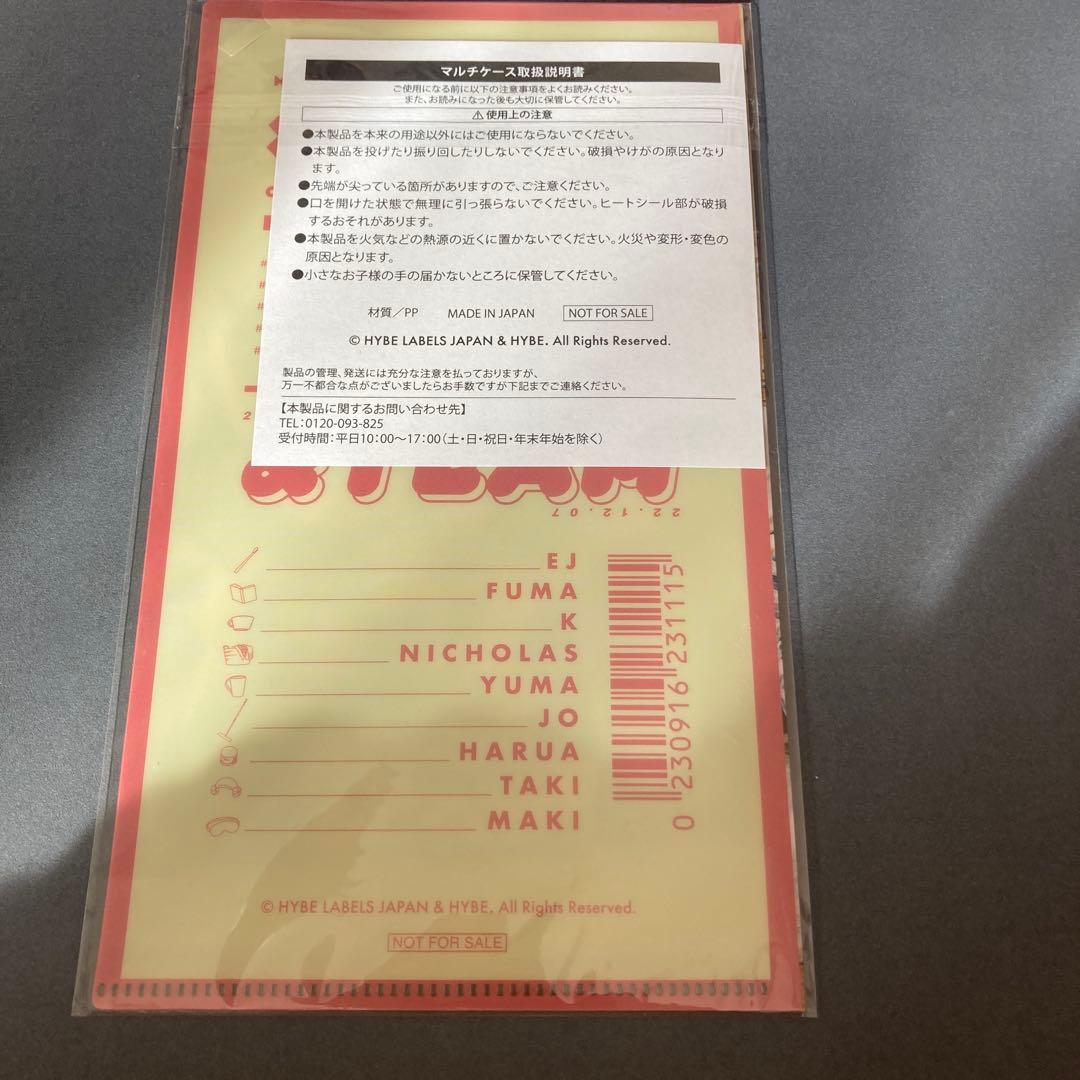 マルチケース取扱説明書
ご使用になる前に以下の注意事項をよくお読みください。
また、お読みになった後も大切に保管してください。
⚠使用上の注意
●本製品を本来の用途以外にはご使用にならないでください。
●本製品を投げたり振り回したりしないでください。破損やけがの原因となり
ます。
●先端が尖っている箇所がありますので、ご注意ください。
●口を開けた状態で無理に引っ張らないでください。ヒートシール部が破損
するおそれがあります。
●本製品を火気などの熱源の近くに置かないでください。火災や変形・変色の
原因となります。
●小さなお子様の手の届かないところに保管してください。
材質／PP MADE IN JAPAN NOT FOR SALE
© HYBE LABELS JAPAN & HYBE. All Rights Reserved.
製品の管理、発送には充分な注意を払っておりますが、
万一不都合な点がございましたらお手数ですが下記までご連絡ください。
【本製品に関するお問い合わせ先】
TEL：0120-093-825
受付時間：平日10:00～17:00（土・日・祝日・年末年始を除く）
&TEAM
22.12.07
EJ
FUMA
K
NICHOLAS
YUMA
JO
HARUA
TAKI
MAKI
0 230916 231115
© HYBE LABELS JAPAN & HYBE. All Rights Reserved.
NOT FOR SALE